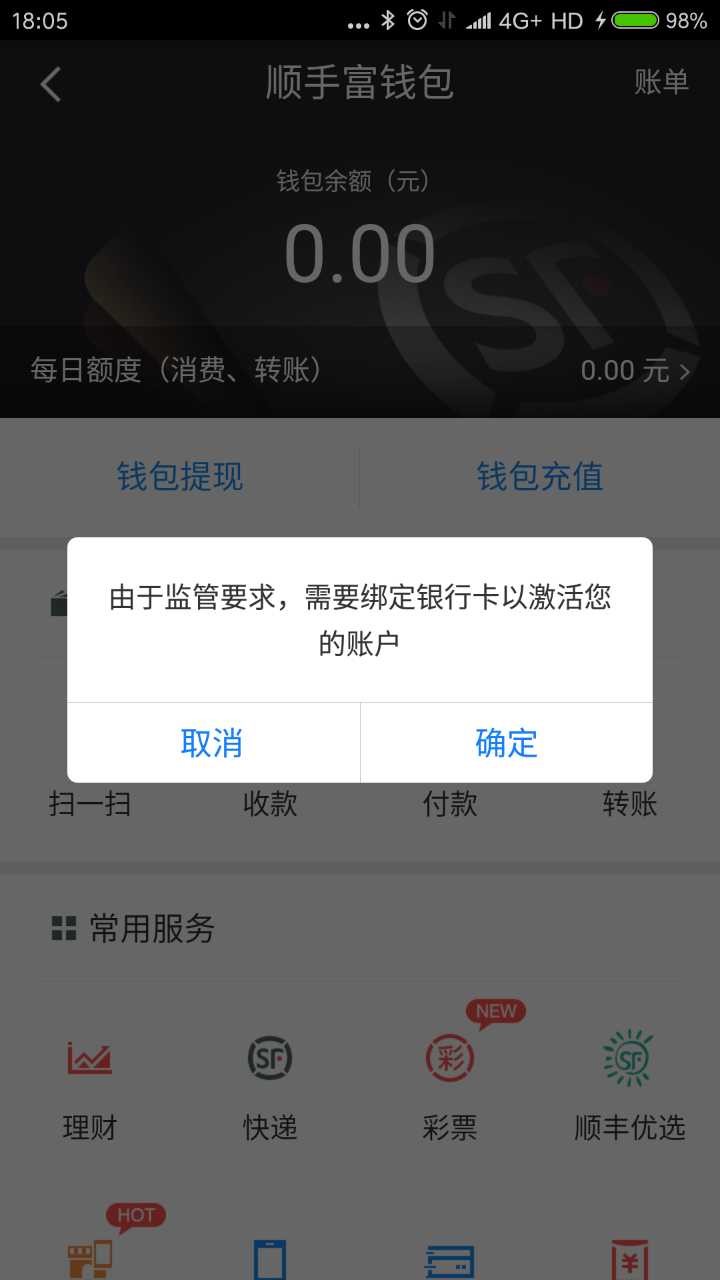 18:05 ... 4G+ HD 98%
顺手富钱包 账单
钱包余额（元）
0.00
每日额度（消费、转账） 0.00 元
钱包提现 钱包充值
由于监管要求，需要绑定银行卡以激活您
的账户
取消 确定
扫一扫 收款 付款 转账
常用服务
NEW
SF 彩 SF
理财 快递 彩票 顺丰优选
HOT
¥